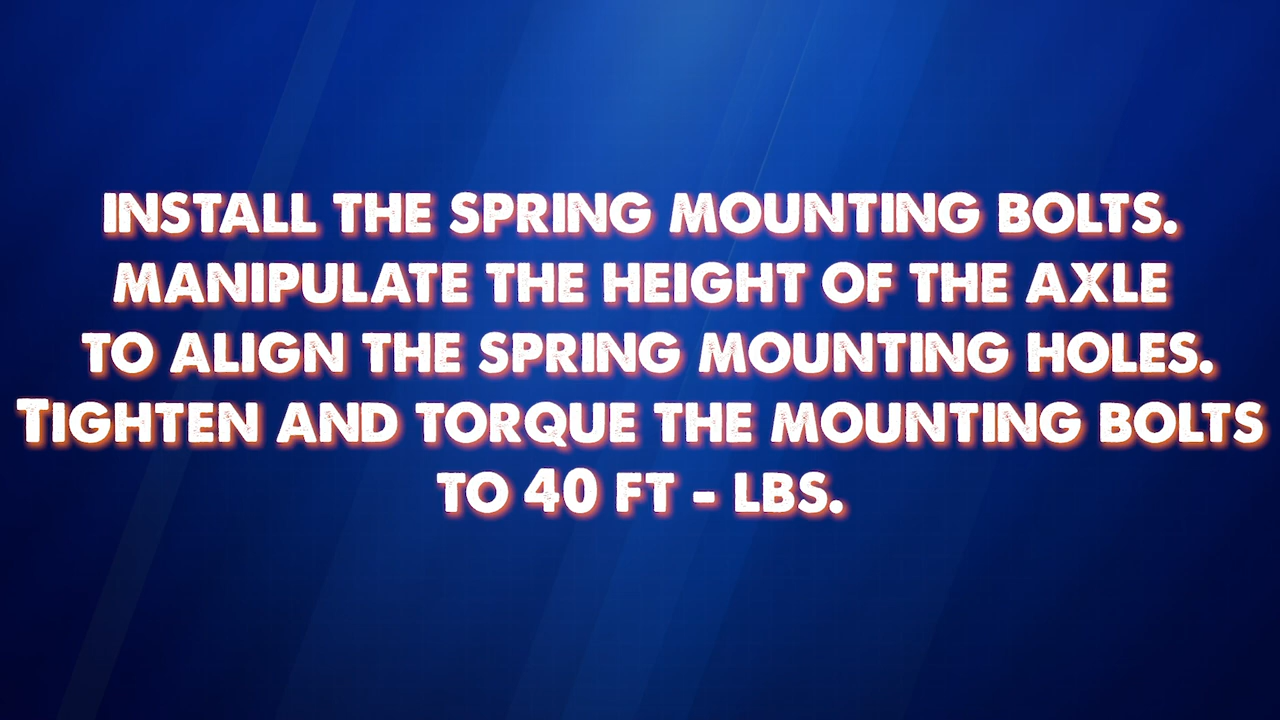 INSTALL THE SPRING MOUNTING BOLTS.
MANIPULATE THE HEIGHT OF THE AXLE
TO ALIGN THE SPRING MOUNTING HOLES.
TIGHTEN AND TORQUE THE MOUNTING BOLTS
TO 40 FT - LBS.